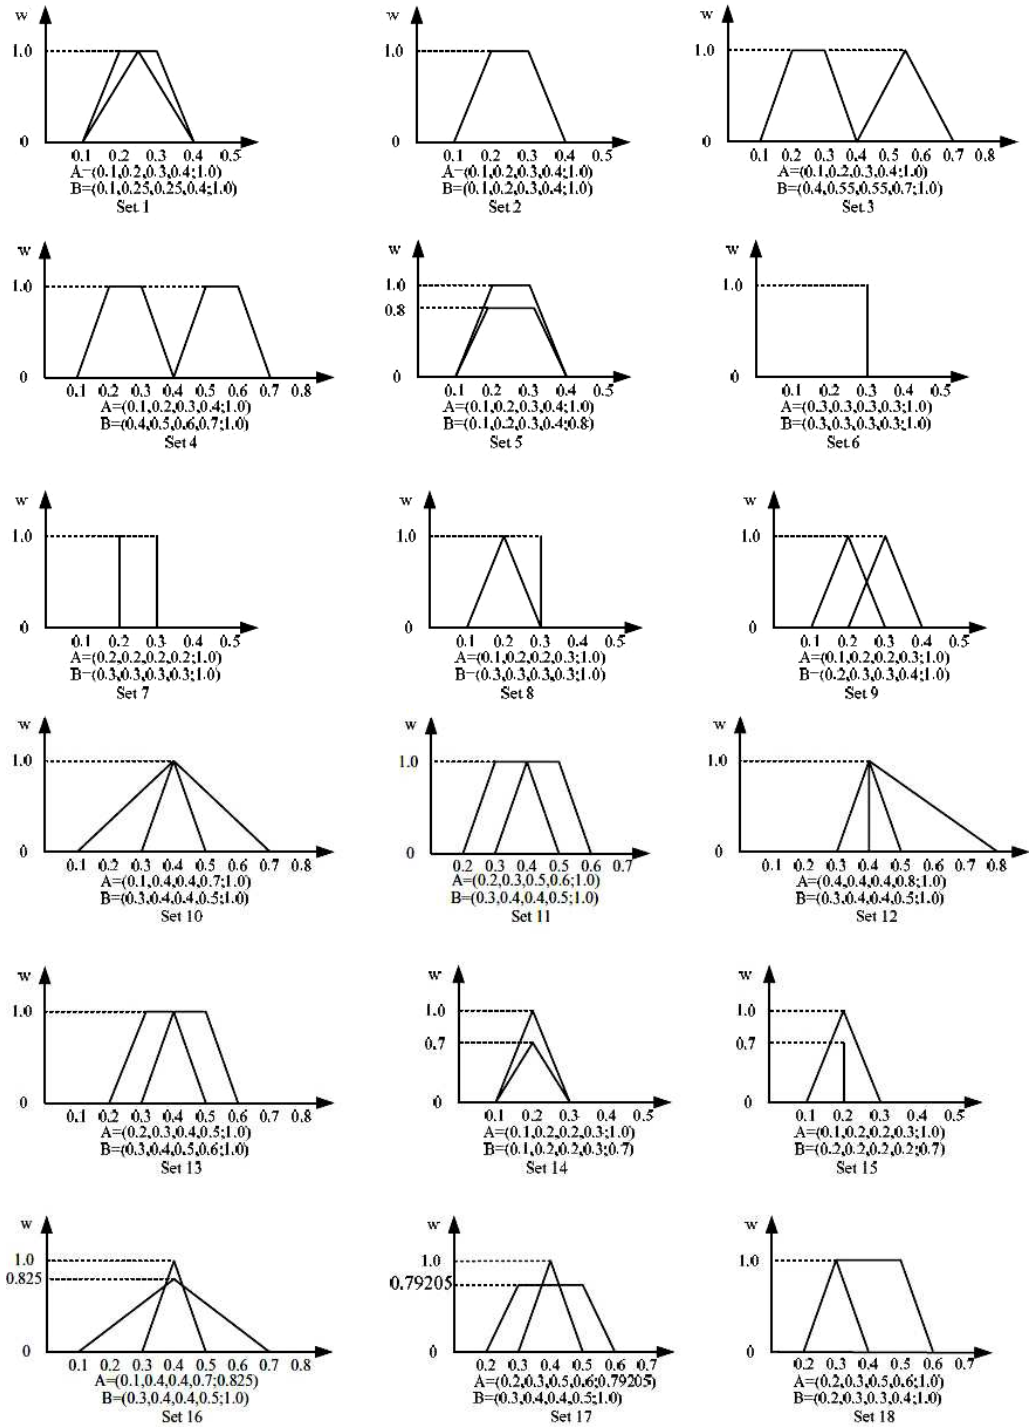 w
1.0
0
0.1 0.2 0.3 0.4 0.5
A=(0.1,0.2,0.3,0.4;1.0)
B=(0.1,0.25,0.25,0.4;1.0)
Set 1
w
1.0
0
0.1 0.2 0.3 0.4 0.5
A=(0.1,0.2,0.3,0.4;1.0)
B=(0.1,0.2,0.3,0.4;1.0)
Set 2
w
1.0
0
0.1 0.2 0.3 0.4 0.5 0.6 0.7 0.8
A=(0.1,0.2,0.3,0.4;1.0)
B=(0.4,0.55,0.55,0.7;1.0)
Set 3
w
1.0
0
0.1 0.2 0.3 0.4 0.5 0.6 0.7 0.8
A=(0.1,0.2,0.3,0.4;1.0)
B=(0.4,0.5,0.6,0.7;1.0)
Set 4
w
1.0
0.8
0
0.1 0.2 0.3 0.4 0.5
A=(0.1,0.2,0.3,0.4;1.0)
B=(0.1,0.2,0.3,0.4;0.8)
Set 5
w
1.0
0
0.1 0.2 0.3 0.4 0.5
A=(0.3,0.3,0.3,0.3;1.0)
B=(0.3,0.3,0.3,0.3;1.0)
Set 6
w
1.0
0
0.1 0.2 0.3 0.4 0.5
A=(0.2,0.2,0.2,0.2;1.0)
B=(0.3,0.3,0.3,0.3;1.0)
Set 7
w
1.0
0
0.1 0.2 0.3 0.4 0.5
A=(0.1,0.2,0.2,0.3;1.0)
B=(0.3,0.3,0.3,0.3;1.0)
Set 8
w
1.0
0
0.1 0.2 0.3 0.4 0.5
A=(0.1,0.2,0.2,0.3;1.0)
B=(0.2,0.3,0.3,0.4;1.0)
Set 9
w
1.0
0
0.1 0.2 0.3 0.4 0.5 0.6 0.7 0.8
A=(0.1,0.4,0.4,0.7;1.0)
B=(0.3,0.4,0.4,0.5;1.0)
Set 10
w
1.0
0
0.2 0.3 0.4 0.5 0.6 0.7
A=(0.2,0.3,0.5,0.6;1.0)
B=(0.3,0.4,0.4,0.5;1.0)
Set 11
w
1.0
0
0.1 0.2 0.3 0.4 0.5 0.6 0.7 0.8
A=(0.4,0.4,0.4,0.8;1.0)
B=(0.3,0.4,0.4,0.5;1.0)
Set 12
w
1.0
0
0.1 0.2 0.3 0.4 0.5 0.6 0.7 0.8
A=(0.2,0.3,0.4,0.5;1.0)
B=(0.3,0.4,0.5,0.6;1.0)
Set 13
w
1.0
0.7
0
0.1 0.2 0.3 0.4 0.5
A=(0.1,0.2,0.2,0.3;1.0)
B=(0.1,0.2,0.2,0.3;0.7)
Set 14
w
1.0
0.7
0
0.1 0.2 0.3 0.4 0.5
A=(0.1,0.2,0.2,0.3;1.0)
B=(0.2,0.2,0.2,0.2;0.7)
Set 15
w
1.0
0.825
0
0.1 0.2 0.3 0.4 0.5 0.6 0.7 0.8
A=(0.1,0.4,0.4,0.7;0.825)
B=(0.3,0.4,0.4,0.5;1.0)
Set 16
w
1.0
0.79205
0
0.2 0.3 0.4 0.5 0.6 0.7
A=(0.2,0.3,0.5,0.6;0.79205)
B=(0.3,0.4,0.4,0.5;1.0)
Set 17
w
1.0
0
0.2 0.3 0.4 0.5 0.6 0.7
A=(0.2,0.3,0.5,0.6;1.0)
B=(0.2,0.3,0.3,0.4;1.0)
Set 18